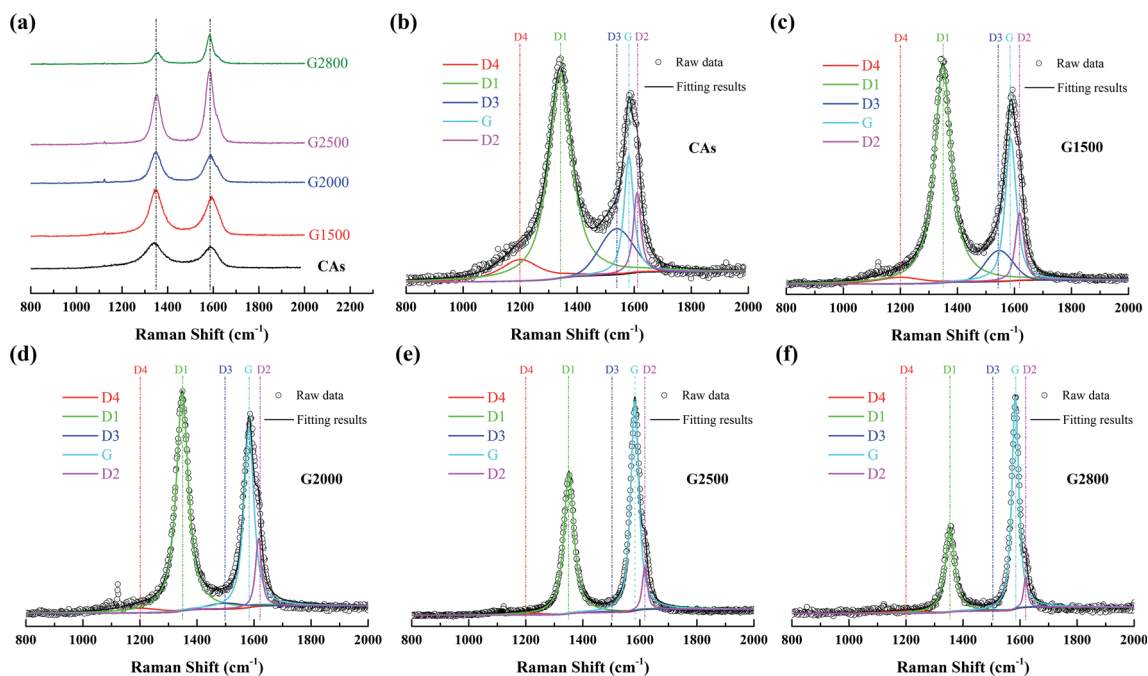 (a)
G2800
G2500
G2000
G1500
CAs
800 1000 1200 1400 1600 1800 2000 2200
Raman Shift (cm-1)
(b)
D4 D1 D3 G D2
D4
D1
D3
G
D2
Raw data
Fitting results
CAs
800 1000 1200 1400 1600 1800 2000
Raman Shift (cm-1)
(c)
D4 D1 D3 G D2
D4
D1
D3
G
D2
Raw data
Fitting results
G1500
800 1000 1200 1400 1600 1800 2000
Raman Shift (cm-1)
(d)
D4 D1 D3 G D2
D4
D1
D3
G
D2
Raw data
Fitting results
G2000
800 1000 1200 1400 1600 1800 2000
Raman Shift (cm-1)
(e)
D4 D1 D3 G D2
D4
D1
D3
G
D2
Raw data
Fitting results
G2500
800 1000 1200 1400 1600 1800 2000
Raman Shift (cm-1)
(f)
D4 D1 D3 G D2
D4
D1
D3
G
D2
Raw data
Fitting results
G2800
800 1000 1200 1400 1600 1800 2000
Raman Shift (cm-1)